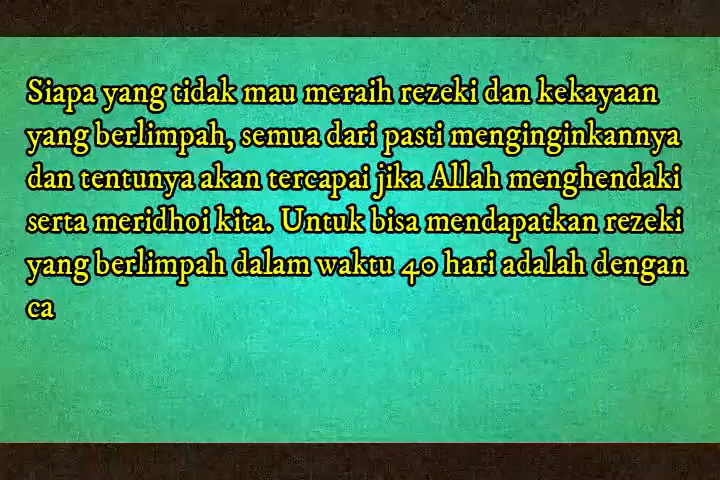 Siapa yang tidak mau meraih rezeki dan kekayaan
yang berlimpah, semua dari pasti menginginkannya
dan tentunya akan tercapai jika Allah menghendaki
serta meridhoi kita. Untuk bisa mendapatkan rezeki
yang berlimpah dalam waktu 40 hari adalah dengan
ca